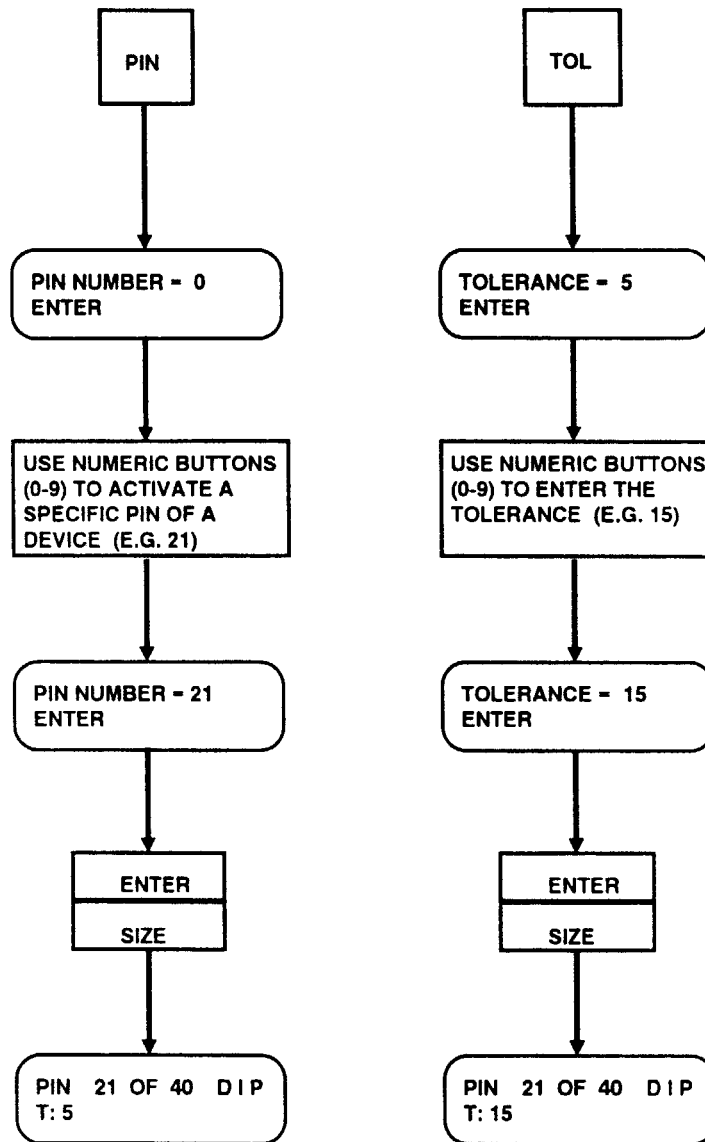 PIN
PIN NUMBER = 0
ENTER
USE NUMERIC BUTTONS
(0-9) TO ACTIVATE A
SPECIFIC PIN OF A
DEVICE (E.G. 21)
PIN NUMBER = 21
ENTER
ENTER
SIZE
PIN 21 OF 40 D I P
T: 5
TOL
TOLERANCE = 5
ENTER
USE NUMERIC BUTTONS
(0-9) TO ENTER THE
TOLERANCE (E.G. 15)
TOLERANCE = 15
ENTER
ENTER
SIZE
PIN 21 OF 40 D I P
T: 15